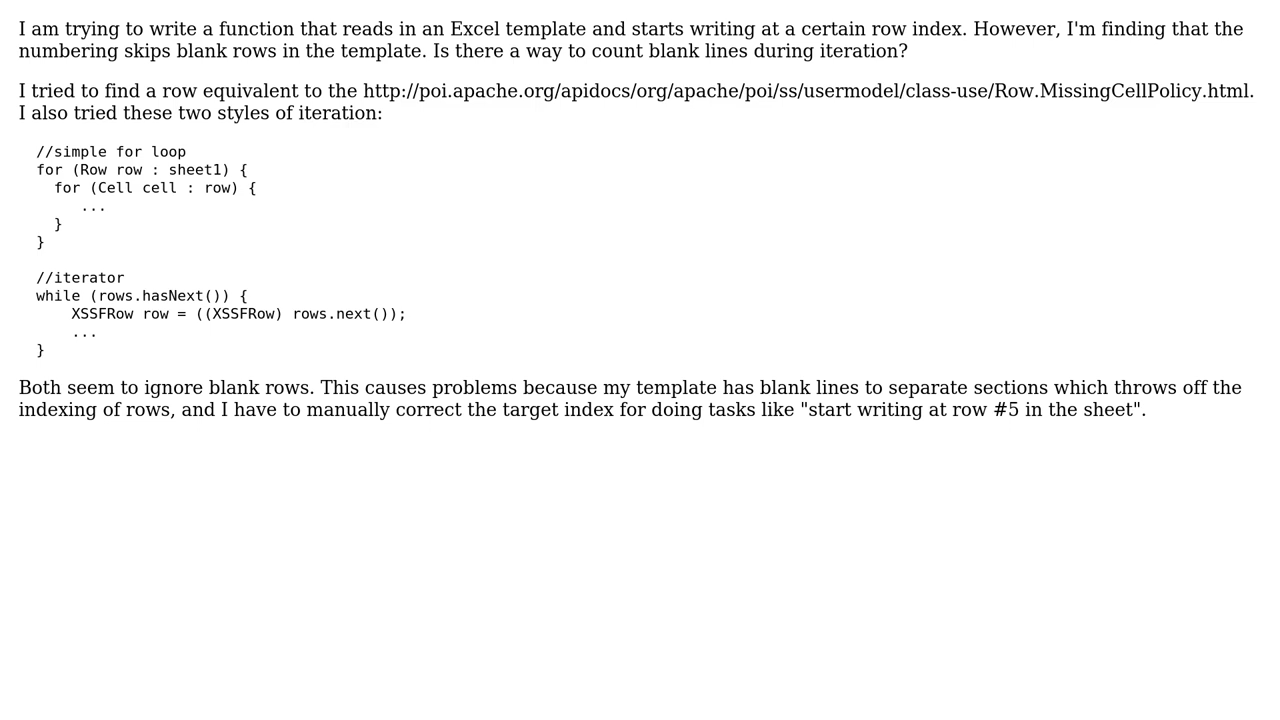 I am trying to write a function that reads in an Excel template and starts writing at a certain row index. However, I'm finding that the
numbering skips blank rows in the template. Is there a way to count blank lines during iteration?
I tried to find a row equivalent to the http://poi.apache.org/apidocs/org/apache/poi/ss/usermodel/class-use/Row.MissingCellPolicy.html.
I also tried these two styles of iteration:
//simple for loop
for (Row row : sheet1) {
  for (Cell cell : row) {
     ...
  }
}
//iterator
while (rows.hasNext()) {
    XSSFRow row = ((XSSFRow) rows.next());
    ...
}
Both seem to ignore blank rows. This causes problems because my template has blank lines to separate sections which throws off the
indexing of rows, and I have to manually correct the target index for doing tasks like "start writing at row #5 in the sheet".